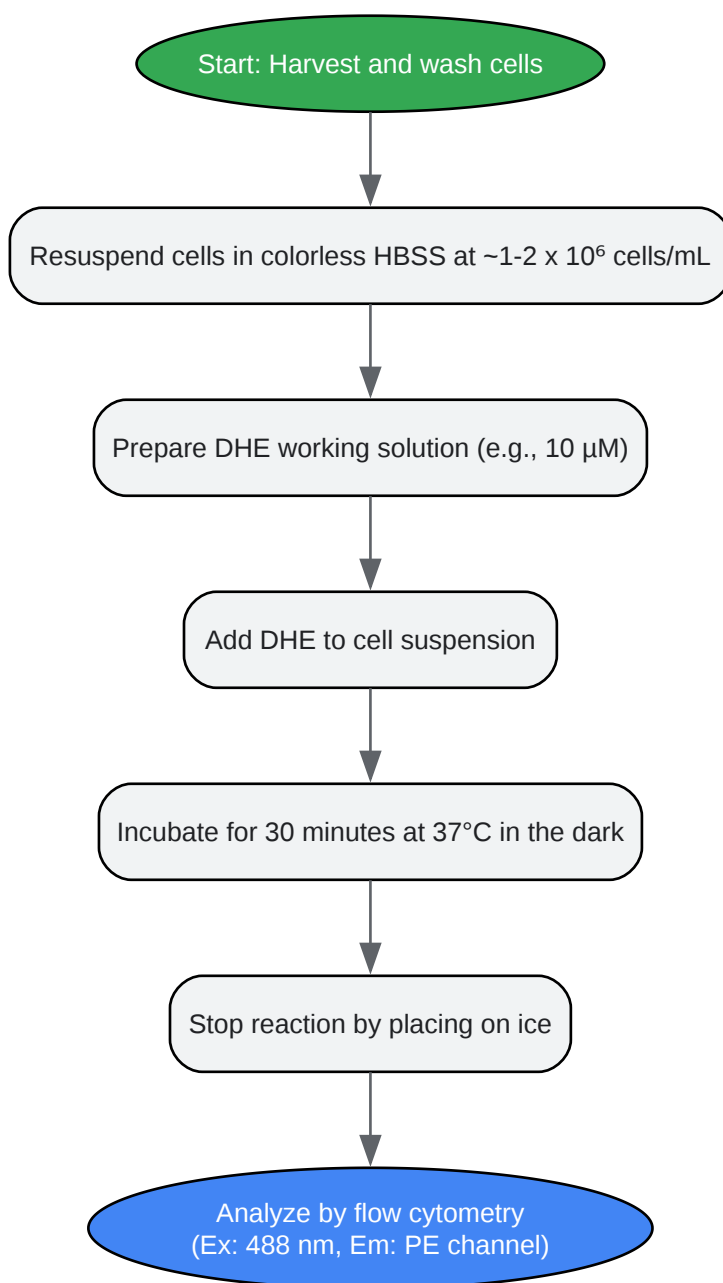 Start: Harvest and wash cells
Resuspend cells in colorless HBSS at ~1-2 x 10⁶ cells/mL
Prepare DHE working solution (e.g., 10 µM)
Add DHE to cell suspension
Incubate for 30 minutes at 37°C in the dark
Stop reaction by placing on ice
Analyze by flow cytometry
(Ex: 488 nm, Em: PE channel)